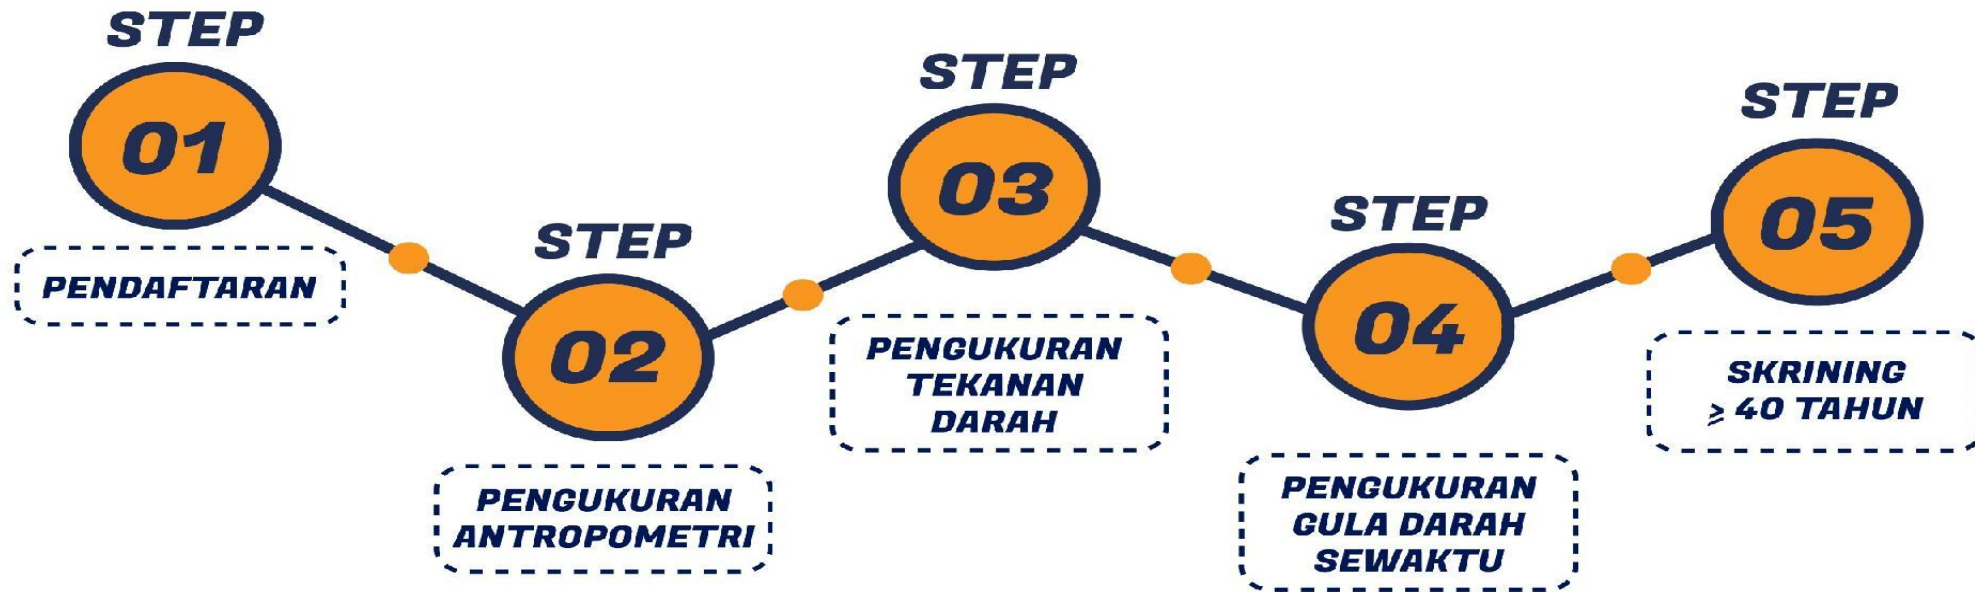 STEP
01
PENDAFTARAN
STEP
02
PENGUKURAN
ANTROPOMETRI
STEP
03
PENGUKURAN
TEKANAN
DARAH
STEP
04
PENGUKURAN
GULA DARAH
SEWAKTU
STEP
05
SKRINING
≥ 40 TAHUN